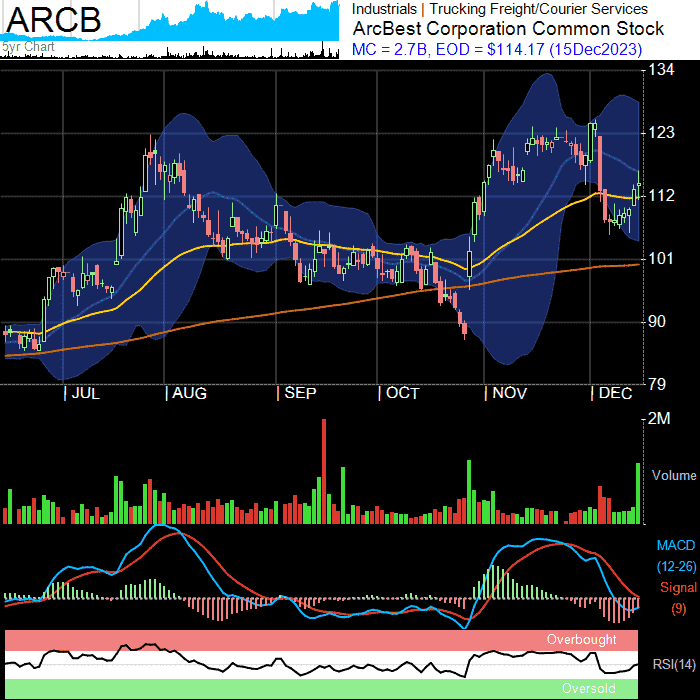 ARCB
5yr Chart
Industrials | Trucking Freight/Courier Services
ArcBest Corporation Common Stock
MC = 2.7B, EOD = $114.17 (15Dec2023)
134
123
112
101
90
79
| JUL | AUG | SEP | OCT | NOV | DEC
2M
Volume
MACD
(12-26)
Signal
(9)
Overbought
RSI(14)
Oversold